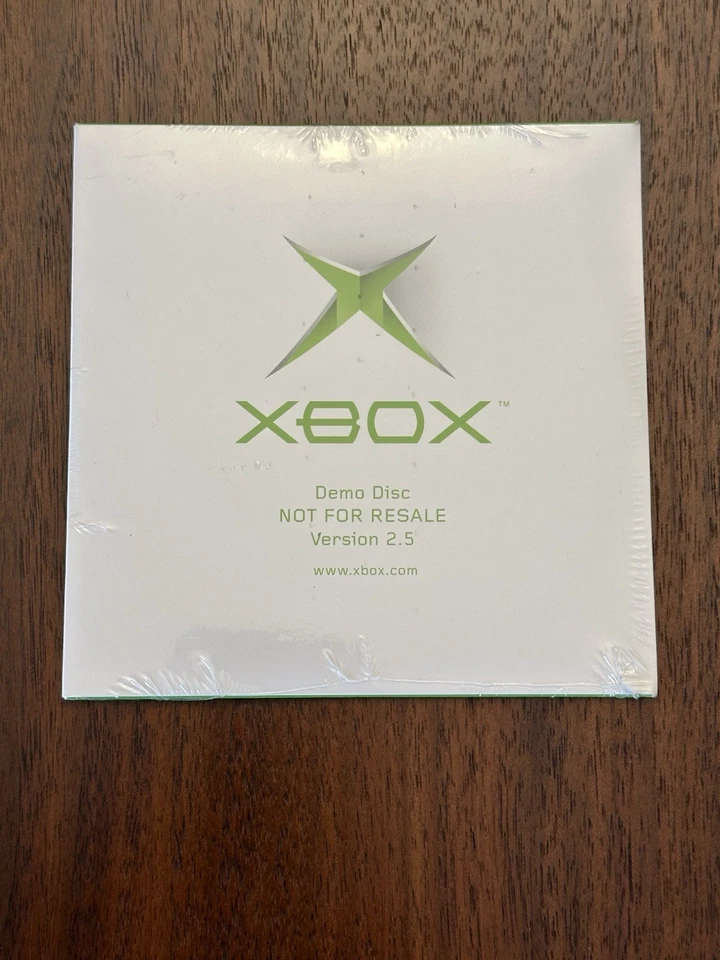 XBOX™
Demo Disc
NOT FOR RESALE
Version 2.5
www.xbox.com